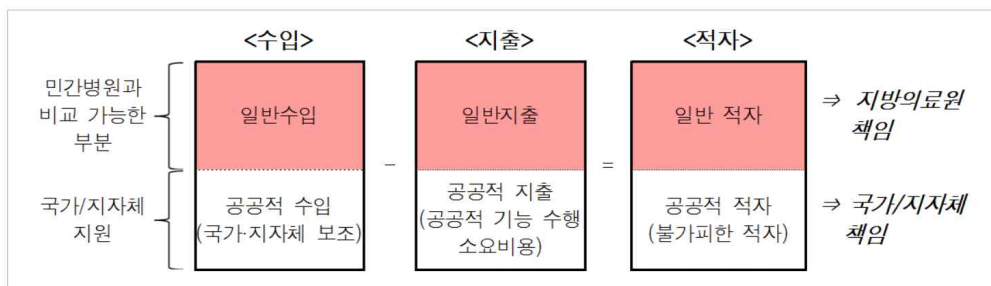 <수입>
<지출>
<적자>
민간병원과
비교 가능한
부분
일반수입
일반지출
일반 적자
⇒ 지방의료원
책임
-
=
국가/지자체
지원
공공적 수입
(국가·지자체 보조)
공공적 지출
(공공적 기능 수행
소요비용)
공공적 적자
(불가피한 적자)
⇒ 국가/지자체
책임